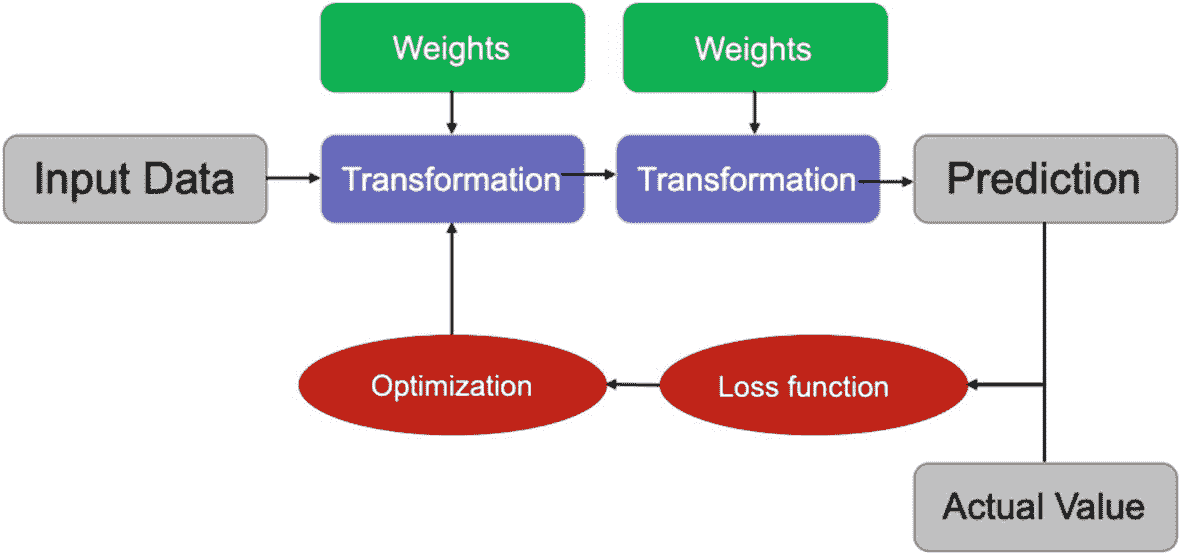 Weights
Weights
Input Data
Transformation
Transformation
Prediction
Optimization
Loss function
Actual Value